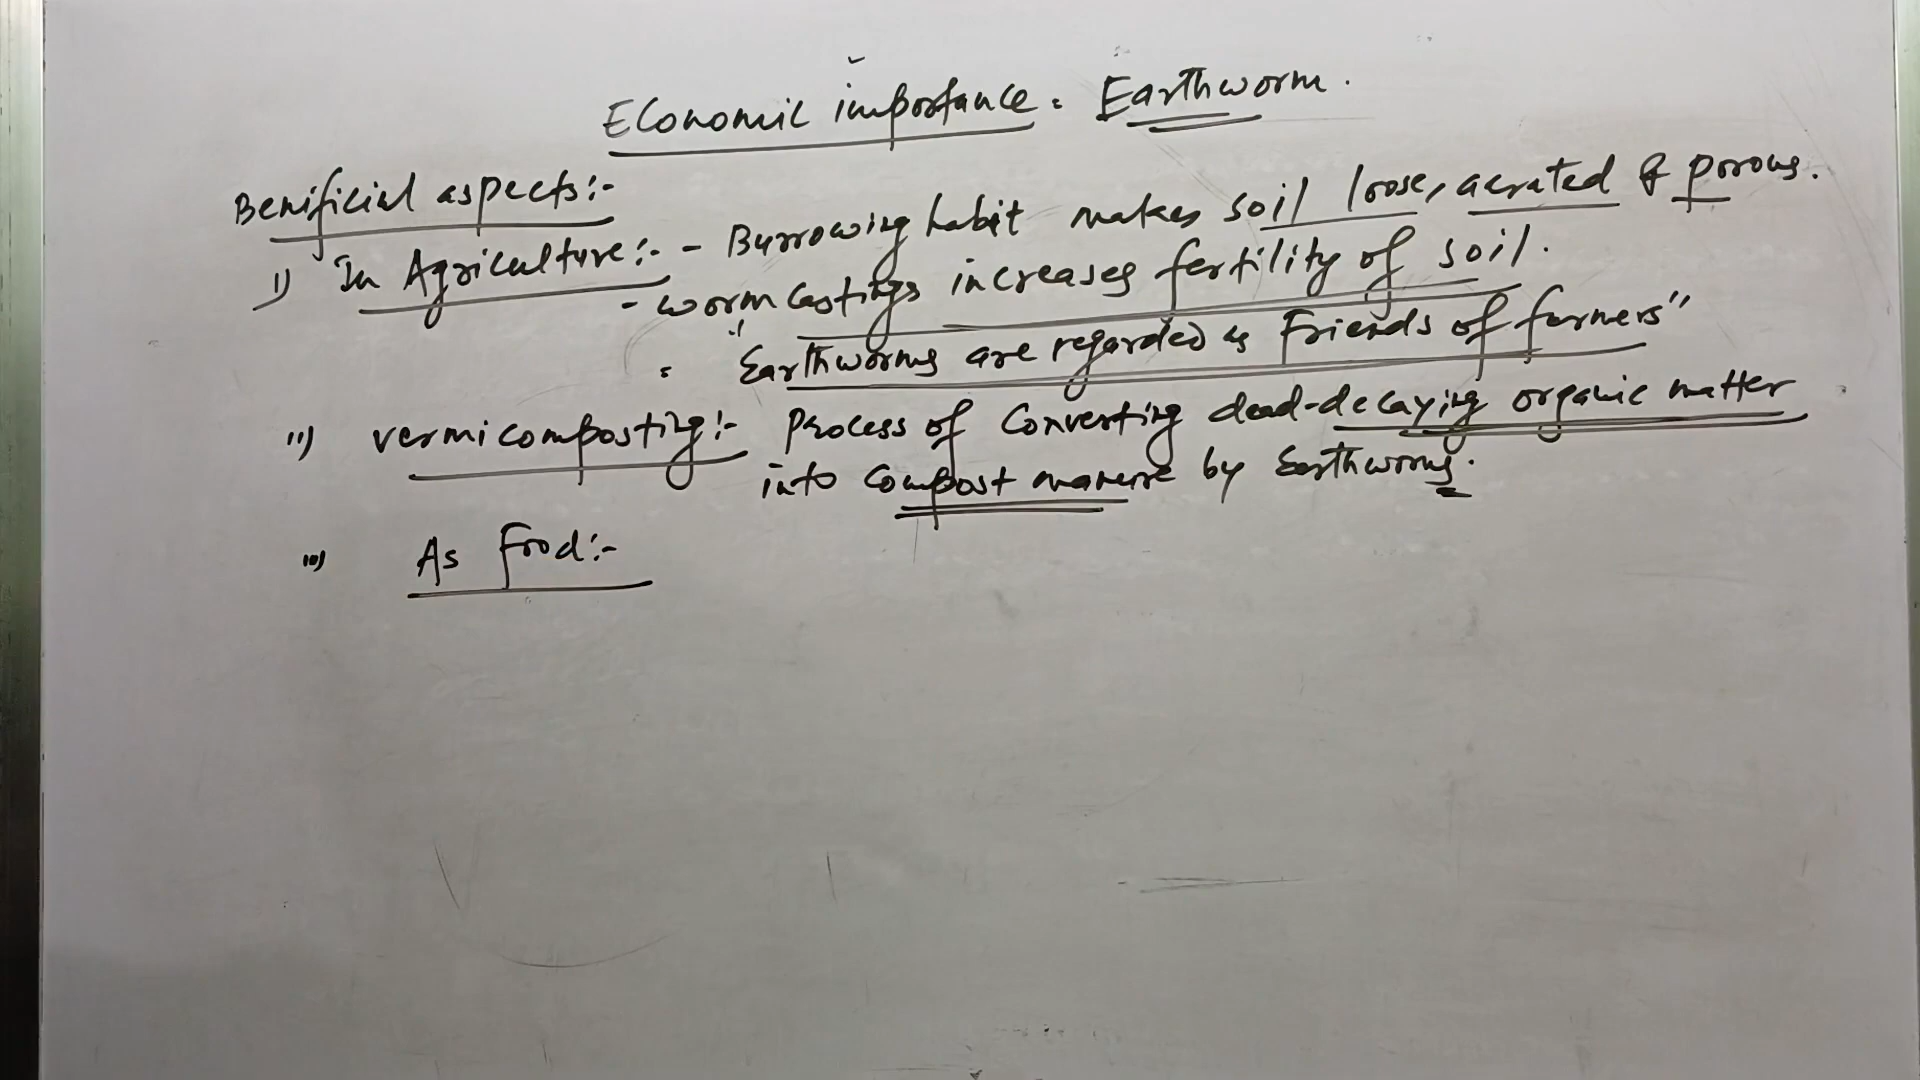 Economic importance : Earthworm.
Benificial aspects:-
i) In Agriculture:- - Burrowing habit makes soil loose, aerated & porous.
- worm castings increases fertility of soil.
: "Earthworms are regarded as Friends of farmers"
ii) vermicomposting:- Process of Converting dead-decaying organic matter
into compost manure by Earthworms.
iii) As Food:-